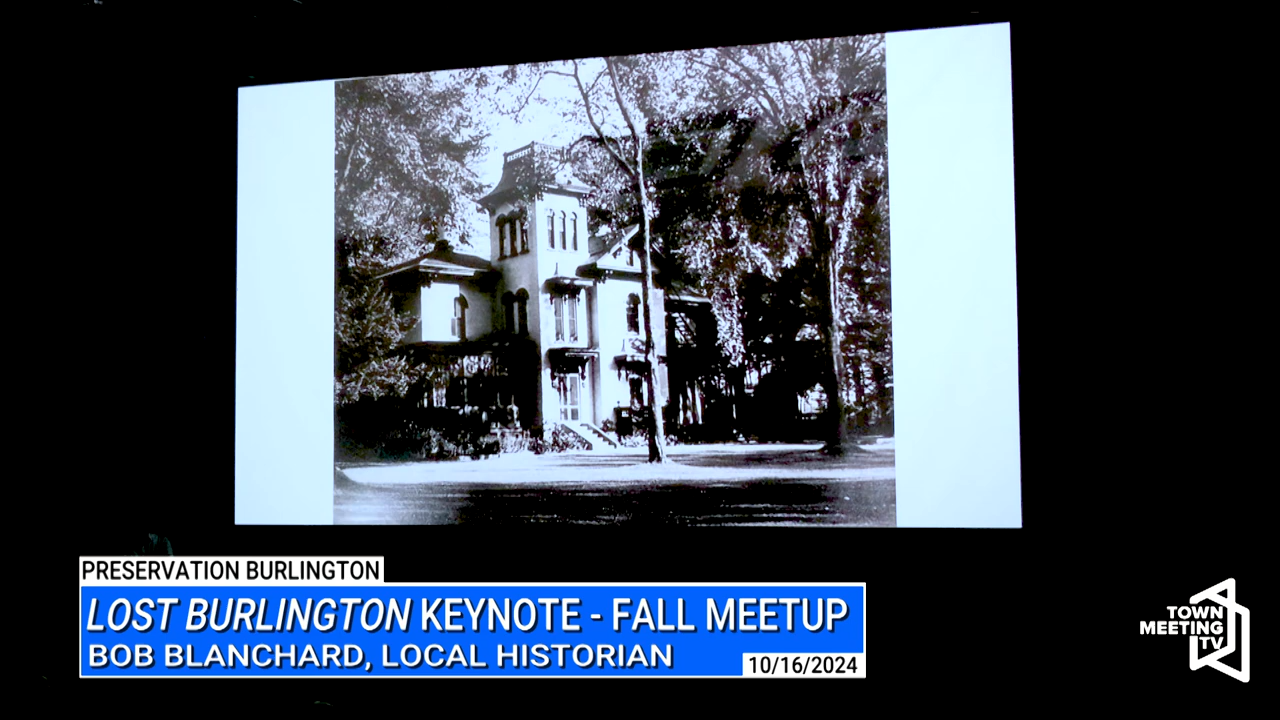 PRESERVATION BURLINGTON
LOST BURLINGTON KEYNOTE - FALL MEETUP
BOB BLANCHARD, LOCAL HISTORIAN
10/16/2024
TOWN
MEETING
TV